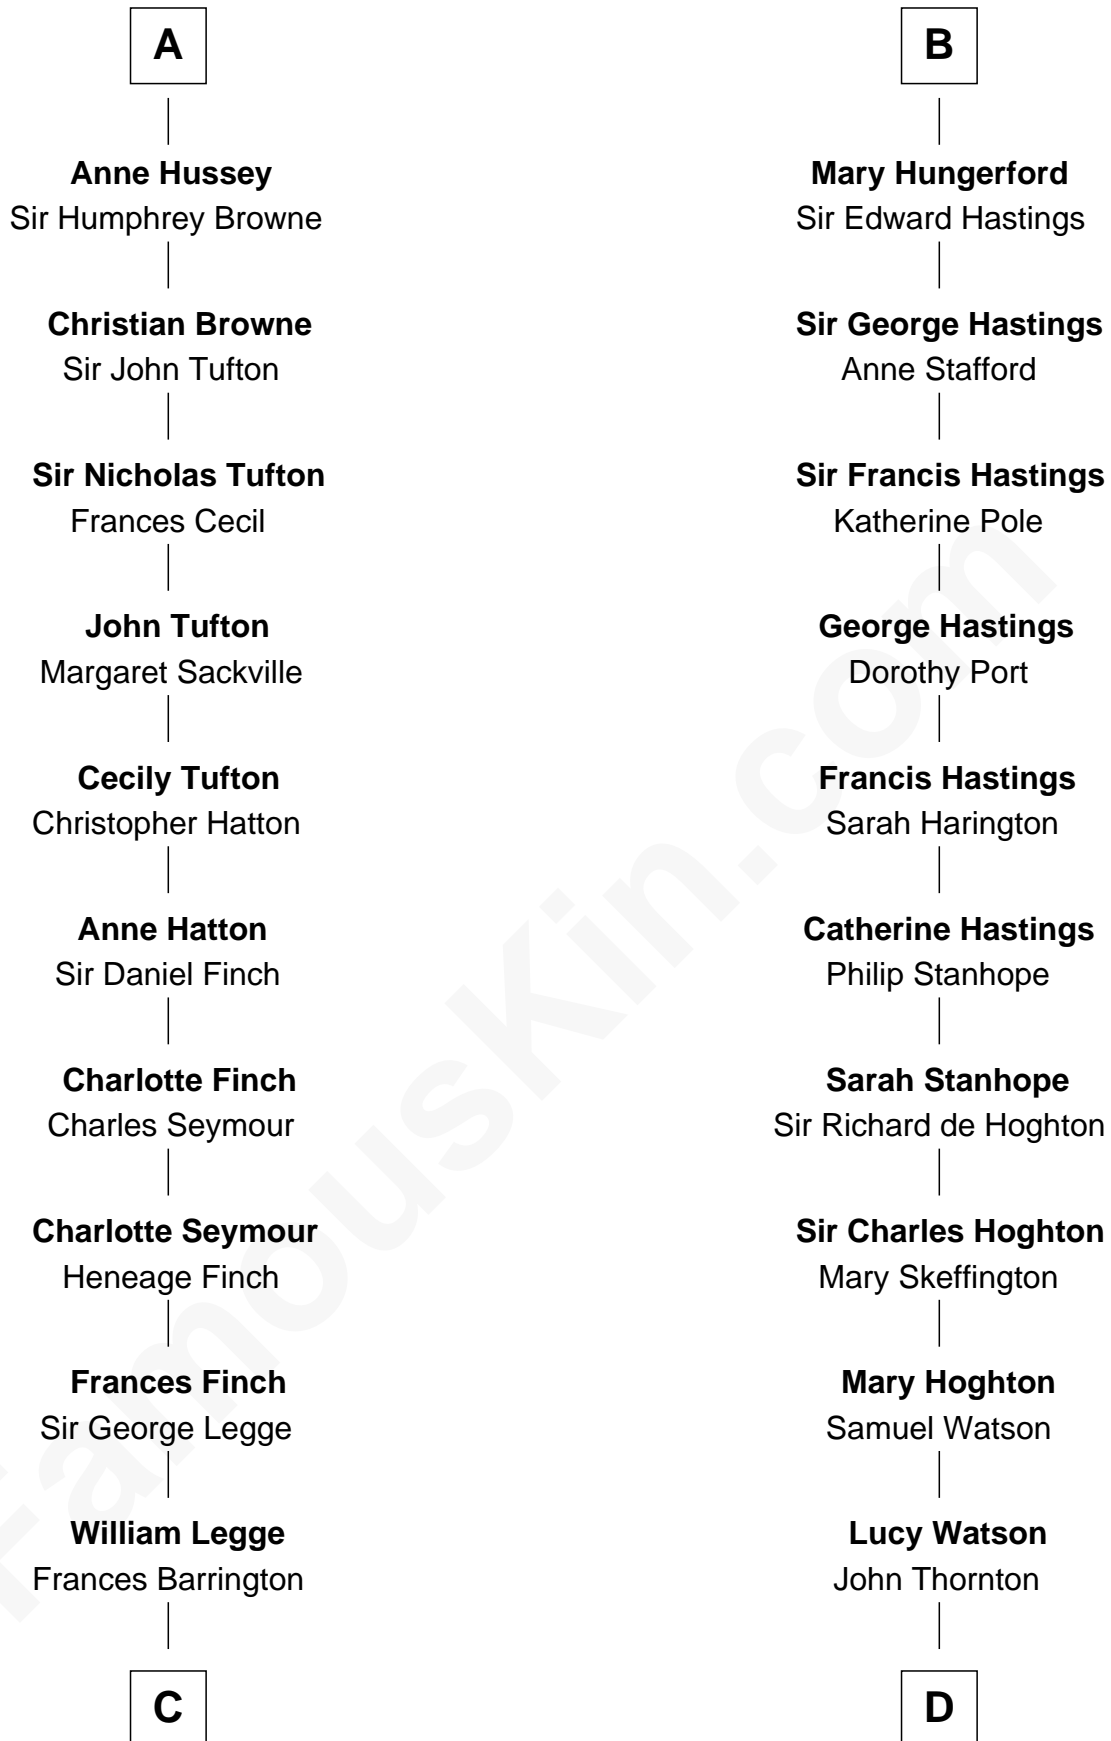 A
Anne Hussey
Sir Humphrey Browne
Christian Browne
Sir John Tufton
Sir Nicholas Tufton
Frances Cecil
John Tufton
Margaret Sackville
Cecily Tufton
Christopher Hatton
Anne Hatton
Sir Daniel Finch
Charlotte Finch
Charles Seymour
Charlotte Seymour
Heneage Finch
Frances Finch
Sir George Legge
William Legge
Frances Barrington
C
B
Mary Hungerford
Sir Edward Hastings
Sir George Hastings
Anne Stafford
Sir Francis Hastings
Katherine Pole
George Hastings
Dorothy Port
Francis Hastings
Sarah Harington
Catherine Hastings
Philip Stanhope
Sarah Stanhope
Sir Richard de Hoghton
Sir Charles Hoghton
Mary Skeffington
Mary Hoghton
Samuel Watson
Lucy Watson
John Thornton
D
FamousKin.com